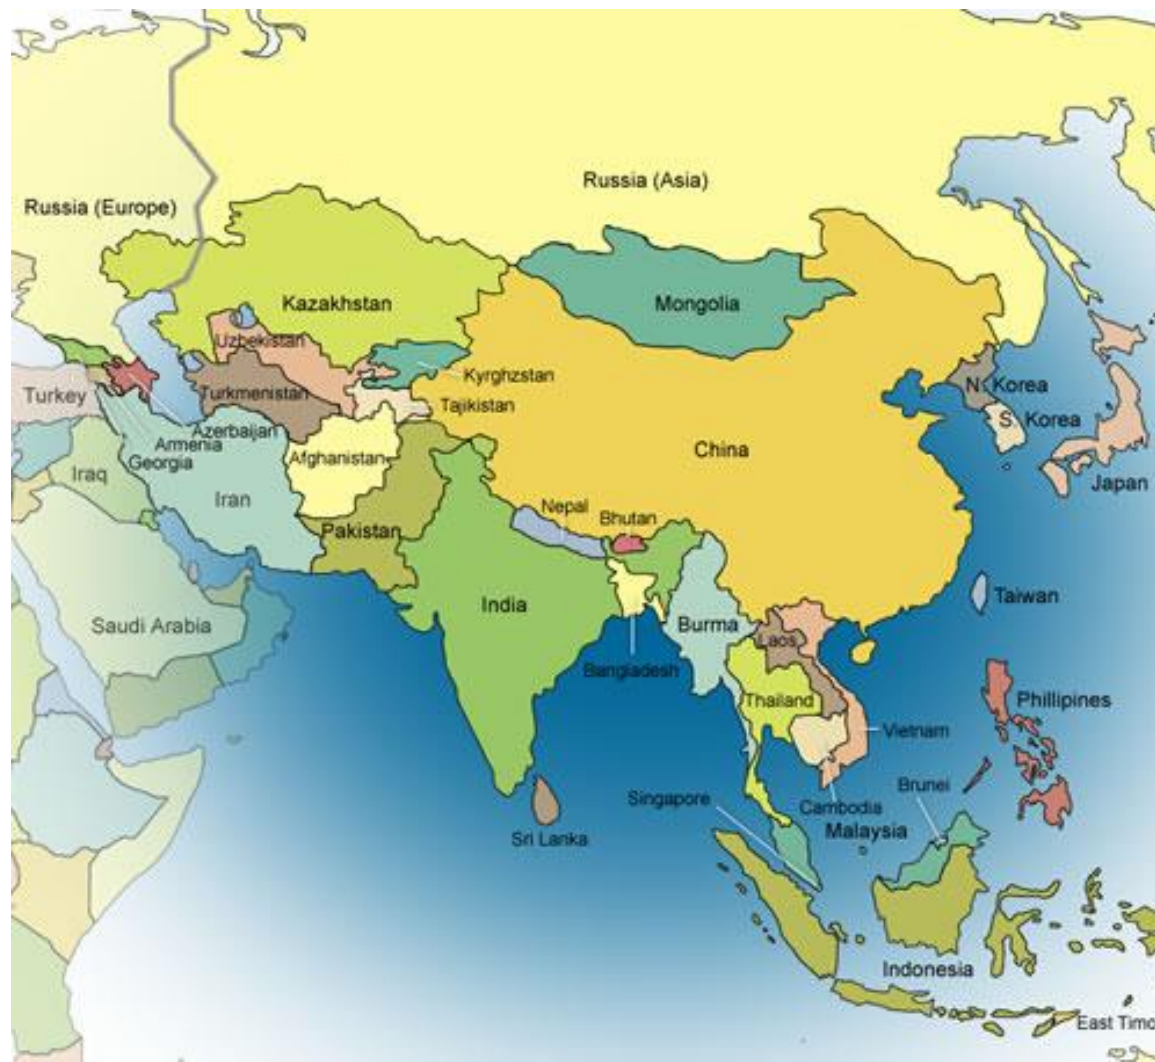 Russia (Asia)
Russia (Europe)
Kazakhstan
Mongolia
Uzbekistan
Kyrghzstan
N. Korea
Turkey
Turkmenistan
Tajikistan
S. Korea
Azerbaijan
Armenia
Georgia
Afghanistan
China
Iraq
Japan
Iran
Nepal
Bhutan
Pakistan
Taiwan
India
Saudi Arabia
Burma
Laos
Bangladesh
Thailand
Phillipines
Vietnam
Brunei
Singapore
Cambodia
Malaysia
Sri Lanka
Indonesia
East Timo